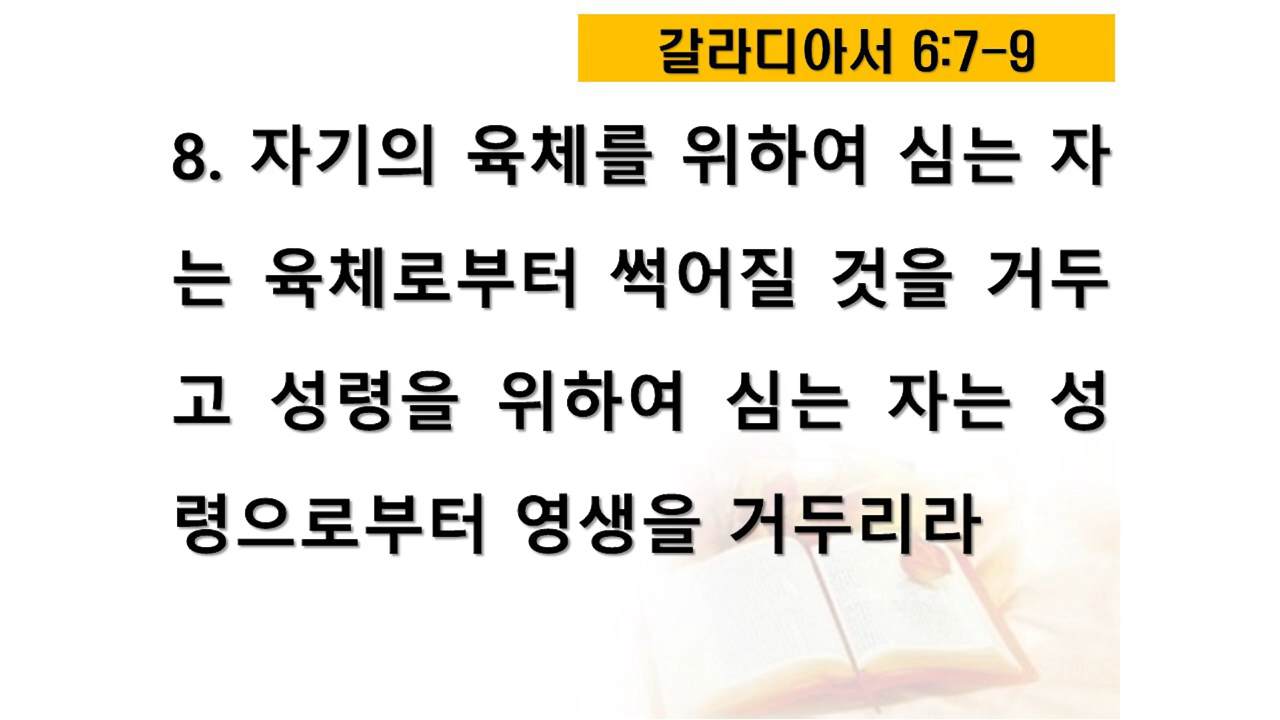 갈라디아서 6:7-9
8. 자기의 육체를 위하여 심는 자
는 육체로부터 썩어질 것을 거두
고 성령을 위하여 심는 자는 성
령으로부터 영생을 거두리라